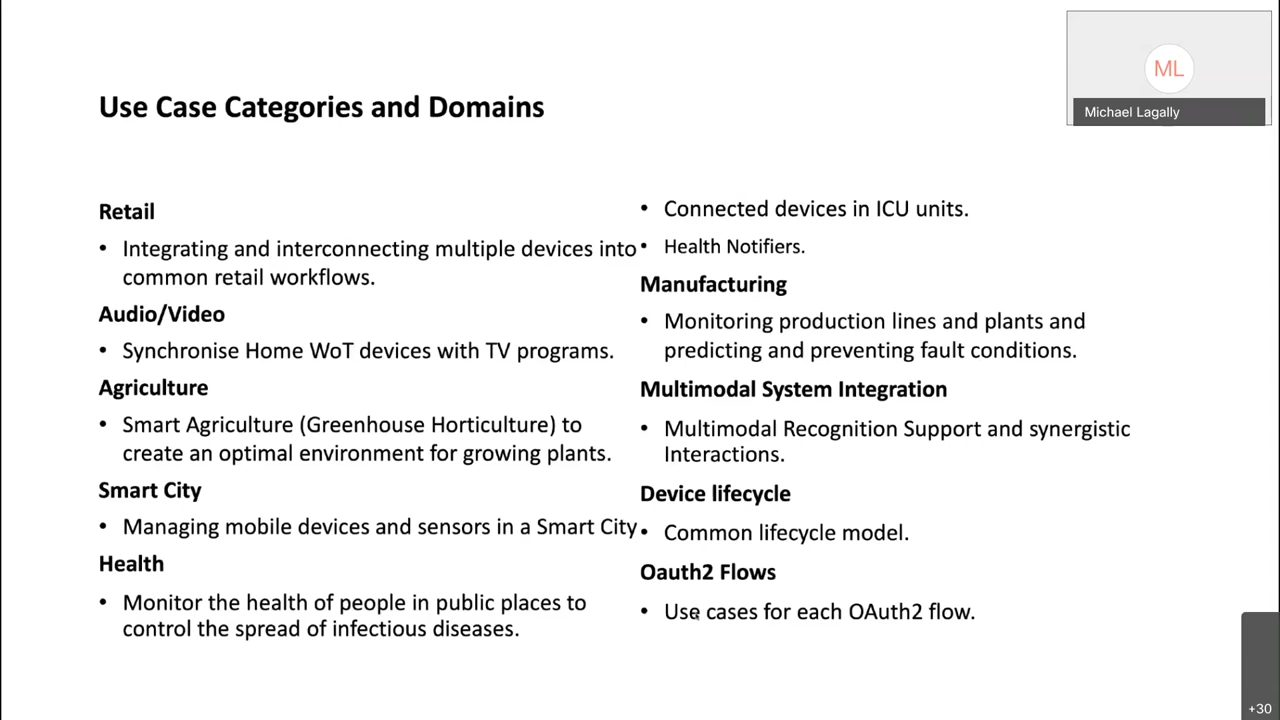 Use Case Categories and Domains
Retail
• Integrating and interconnecting multiple devices into
common retail workflows.
Audio/Video
• Synchronise Home WoT devices with TV programs.
Agriculture
• Smart Agriculture (Greenhouse Horticulture) to
create an optimal environment for growing plants.
Smart City
• Managing mobile devices and sensors in a Smart City
Health
• Monitor the health of people in public places to
control the spread of infectious diseases.
• Connected devices in ICU units.
• Health Notifiers.
Manufacturing
• Monitoring production lines and plants and
predicting and preventing fault conditions.
Multimodal System Integration
• Multimodal Recognition Support and synergistic
Interactions.
Device lifecycle
• Common lifecycle model.
Oauth2 Flows
• Use cases for each OAuth2 flow.
ML
Michael Lagally
+30